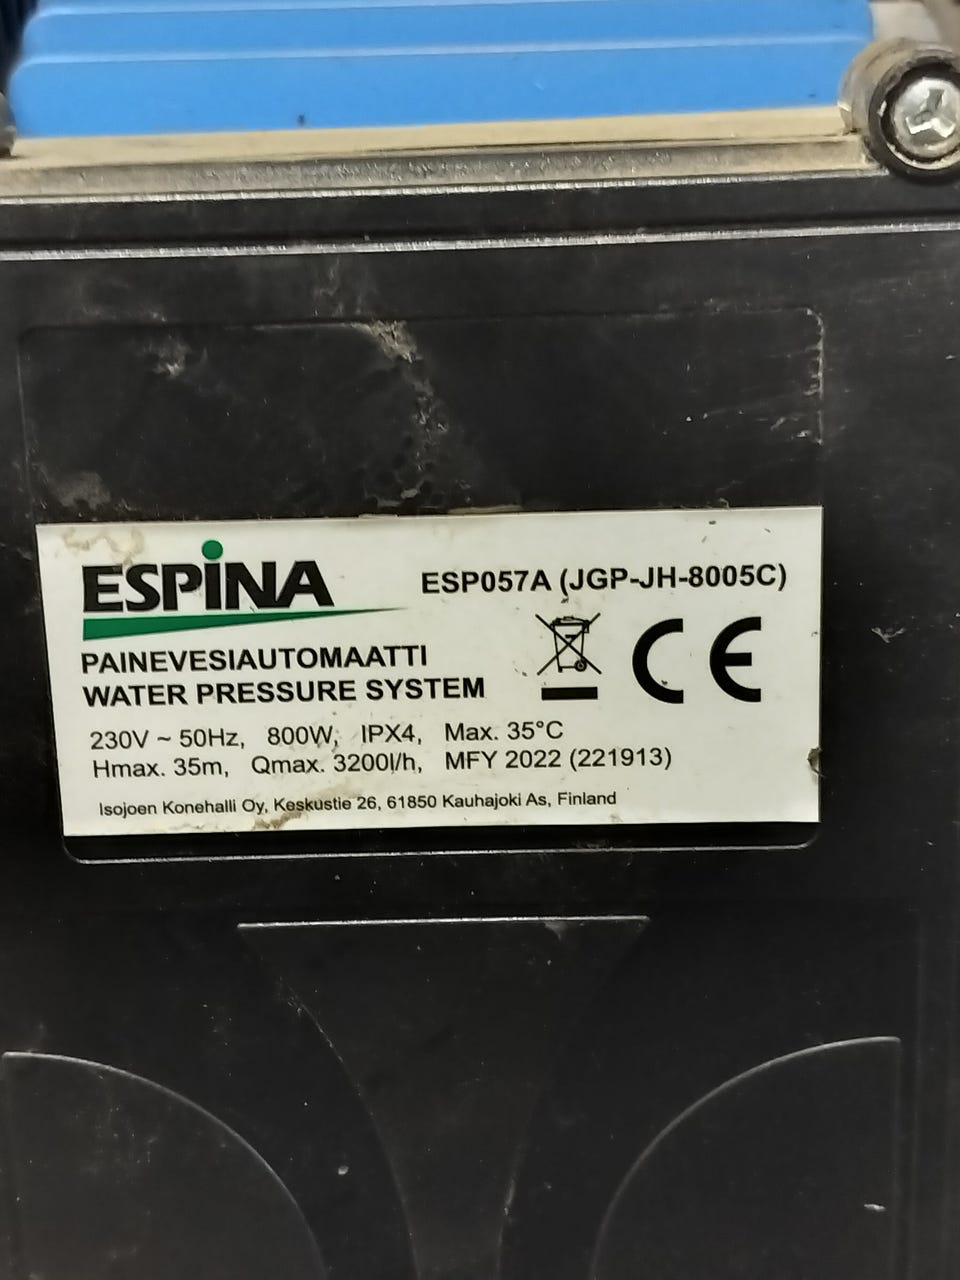 ESPINA
ESP057A (JGP-JH-8005C)
PAINEVESIAUTOMAATTI
WATER PRESSURE SYSTEM
CE
230V ~ 50Hz, 800W, IPX4, Max. 35°C
Hmax. 35m, Qmax. 3200l/h, MFY 2022 (221913)
Isojoen Konehalli Oy, Keskustie 26, 61850 Kauhajoki As, Finland